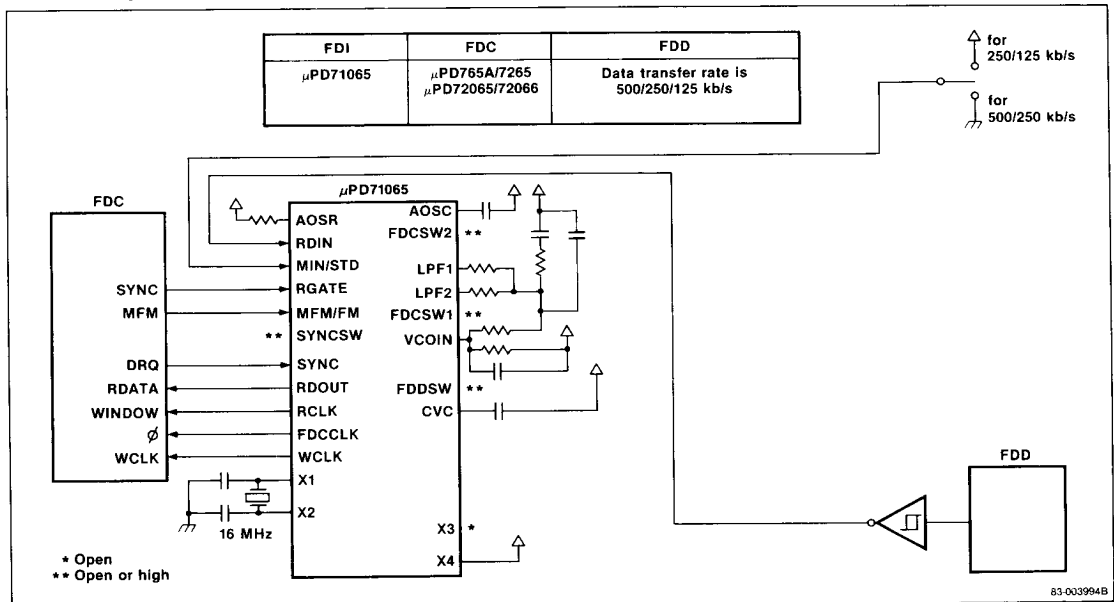 FDI FDC FDD
μPD71065 μPD765A/7265 Data transfer rate is
μPD72065/72066 500/250/125 kb/s
for
250/125 kb/s
for
500/250 kb/s
FDC
SYNC
MFM
DRQ
RDATA
WINDOW
ø
WCLK
μPD71065
AOSR
RDIN
MIN/STD
RGATE
MFM/FM
** SYNCSW
SYNC
RDOUT
RCLK
FDCCLK
WCLK
X1
X2
16 MHz
AOSC
FDCSW2 **
LPF1
LPF2
FDCSW1 **
VCOIN
FDDSW **
CVC
X3 *
X4
FDD
* Open
** Open or high
83-003994B